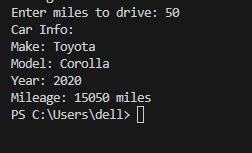 Enter miles to drive: 50
Car Info:
Make: Toyota
Model: Corolla
Year: 2020
Mileage: 15050 miles
PS C:\Users\dell>